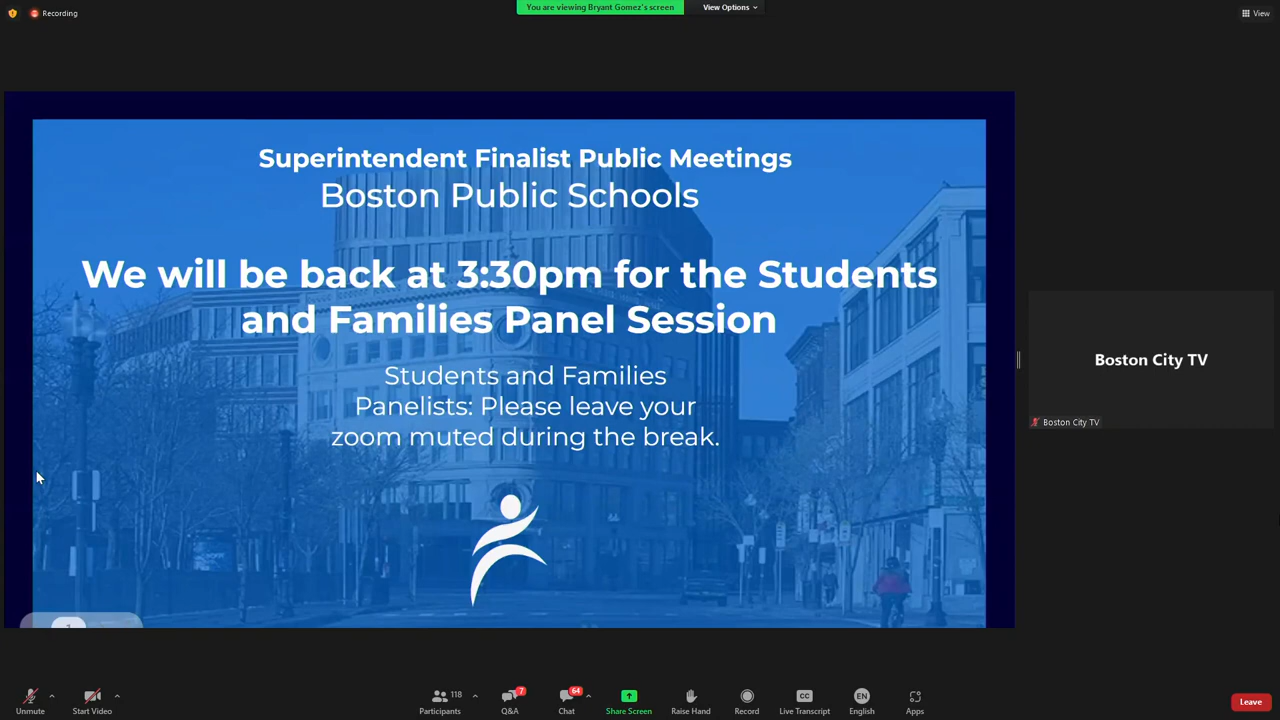 Recording
You are viewing Bryant Gomez's screen
View Options
View
Superintendent Finalist Public Meetings
Boston Public Schools
We will be back at 3:30pm for the Students
and Families Panel Session
Students and Families
Panelists: Please leave your
zoom muted during the break.
Boston City TV
Boston City TV
Unmute
Start Video
118
Participants
7
Q&A
64
Chat
Share Screen
Raise Hand
Record
CC
Live Transcript
EN
English
Apps
Leave